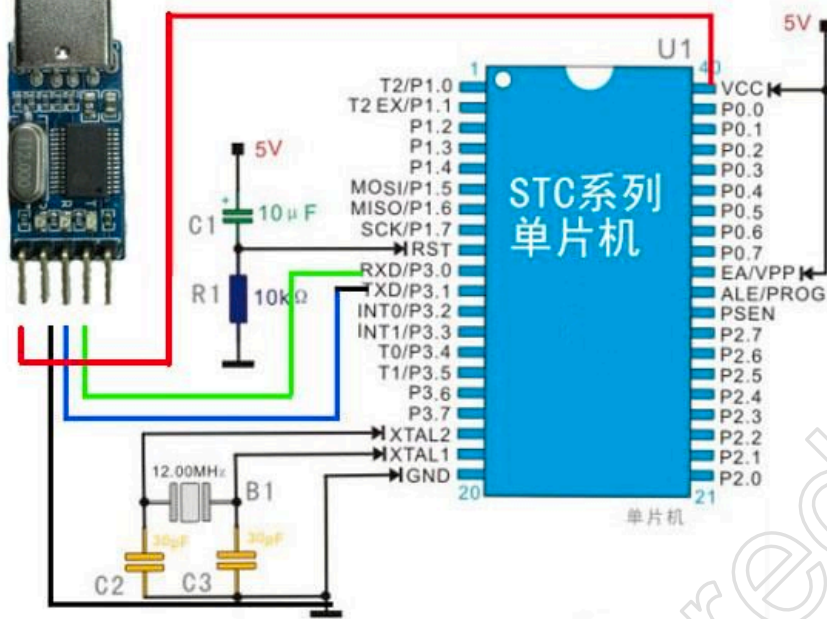 5V
U1
1
40
T2/P1.0
VCC
T2 EX/P1.1
P0.0
P1.2
P0.1
P1.3
P0.2
P1.4
P0.3
MOSI/P1.5
P0.4
MISO/P1.6
P0.5
SCK/P1.7
P0.6
RST
P0.7
RXD/P3.0
EA/VPP
TXD/P3.1
ALE/PROG
INT0/P3.2
PSEN
INT1/P3.3
P2.7
T0/P3.4
P2.6
T1/P3.5
P2.5
P3.6
P2.4
P3.7
P2.3
XTAL2
P2.2
XTAL1
P2.1
GND
P2.0
20
21
STC系列
单片机
单片机
5V
C1
10μF
R1
10kΩ
12.00MHz
B1
30pF
30pF
C2
C3
R
T